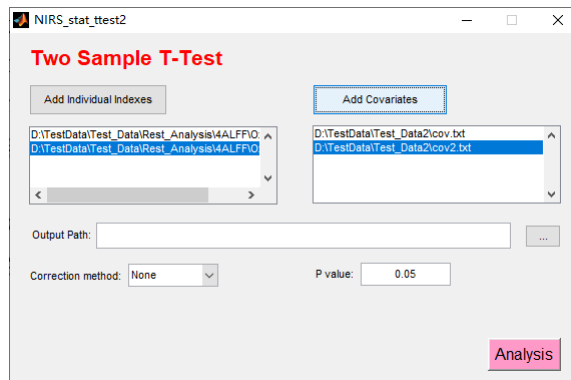 NIRS_stat_ttest2
Two Sample T-Test
Add Individual Indexes
Add Covariates
D:\TestData\Test_Data\Rest_Analysis\4ALFF\O
D:\TestData\Test_Data\Rest_Analysis\4ALFF\O
D:\TestData\Test_Data2\cov.txt
D:\TestData\Test_Data2\cov2.txt
Output Path:
...
Correction method: None
P value: 0.05
Analysis